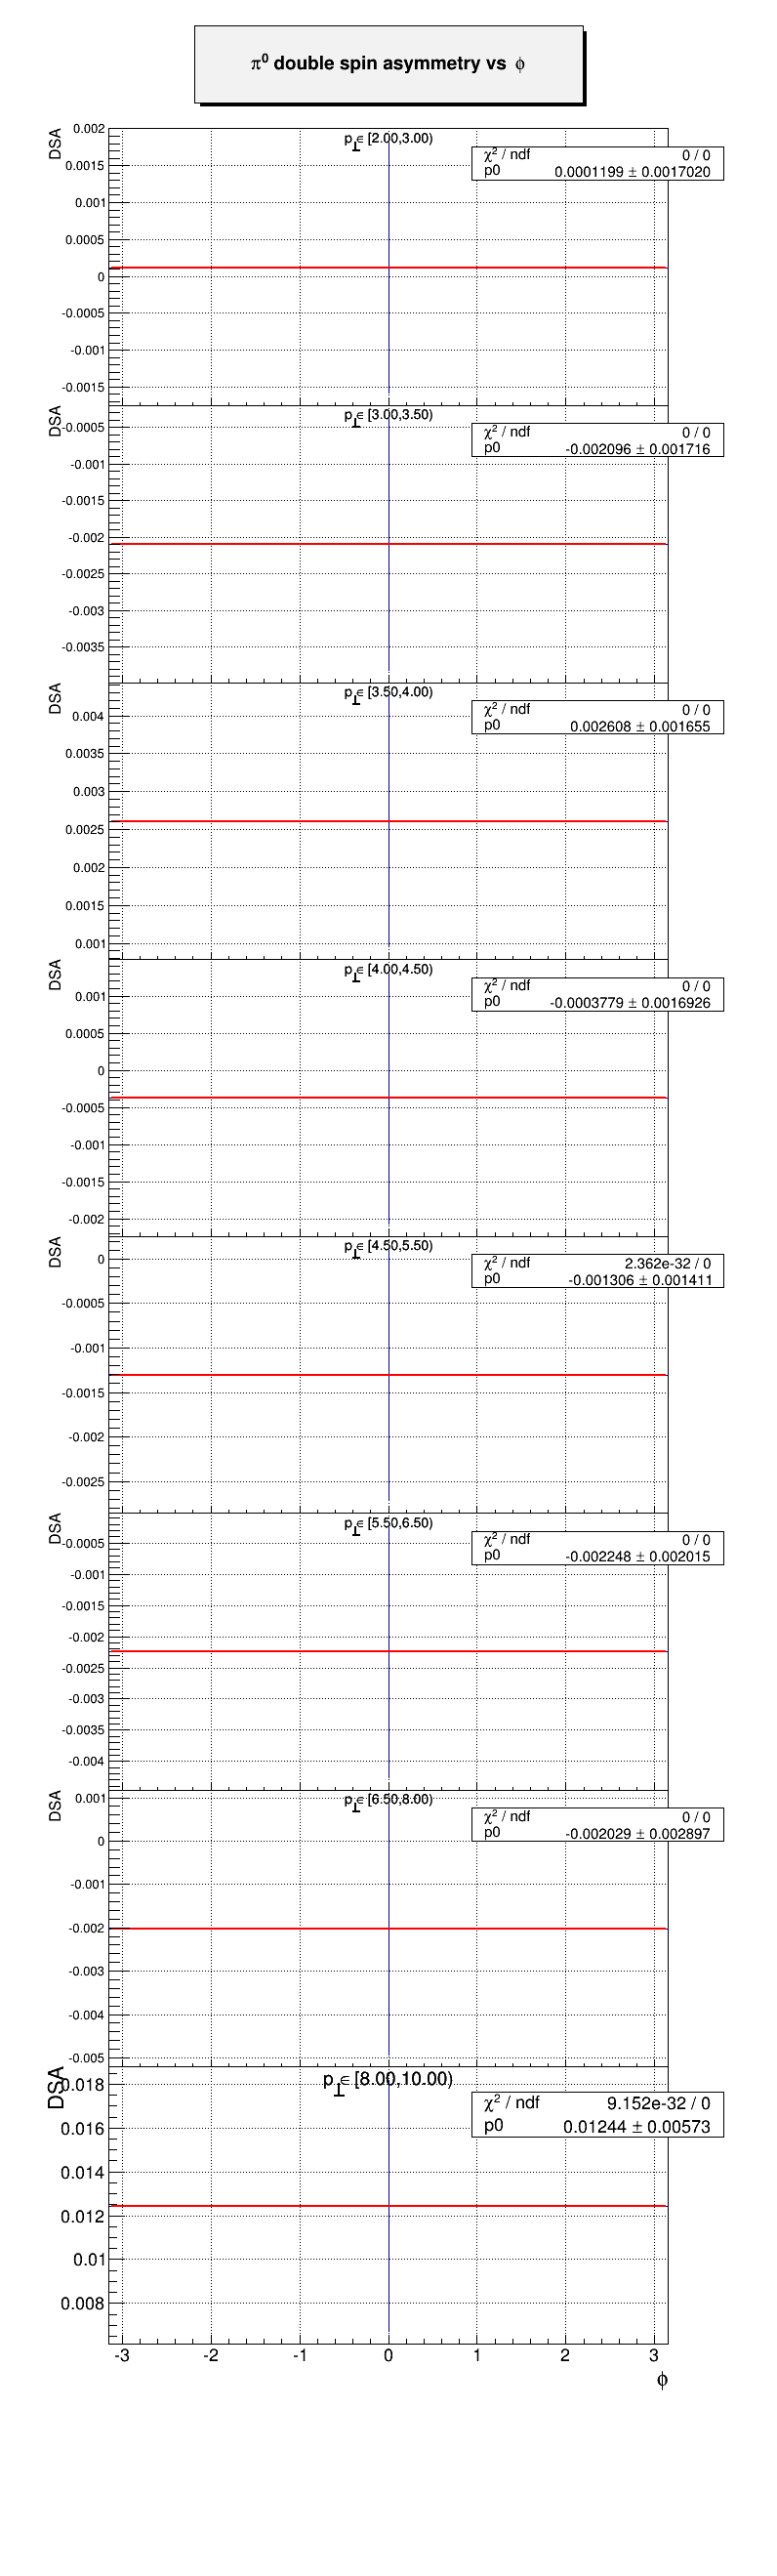 π⁰ double spin asymmetry vs ϕ
DSA
p⊥∈[2.00,3.00)
χ² / ndf 0 / 0
p0 0.0001199 ± 0.0017020
0.002
0.0015
0.001
0.0005
0
-0.0005
-0.001
-0.0015
DSA
p⊥∈[3.00,3.50)
χ² / ndf 0 / 0
p0 -0.002096 ± 0.001716
-0.0005
-0.001
-0.0015
-0.002
-0.0025
-0.003
-0.0035
DSA
p⊥∈[3.50,4.00)
χ² / ndf 0 / 0
p0 0.002608 ± 0.001655
0.004
0.0035
0.003
0.0025
0.002
0.0015
0.001
DSA
p⊥∈[4.00,4.50)
χ² / ndf 0 / 0
p0 -0.0003779 ± 0.0016926
0.001
0.0005
0
-0.0005
-0.001
-0.0015
-0.002
DSA
p⊥∈[4.50,5.50)
χ² / ndf 2.362e-32 / 0
p0 -0.001306 ± 0.001411
0
-0.0005
-0.001
-0.0015
-0.002
-0.0025
DSA
p⊥∈[5.50,6.50)
χ² / ndf 0 / 0
p0 -0.002248 ± 0.002015
-0.0005
-0.001
-0.0015
-0.002
-0.0025
-0.003
-0.0035
-0.004
DSA
p⊥∈[6.50,8.00)
χ² / ndf 0 / 0
p0 -0.002029 ± 0.002897
0.001
0
-0.001
-0.002
-0.003
-0.004
-0.005
DSA
p⊥∈[8.00,10.00)
χ² / ndf 9.152e-32 / 0
p0 0.01244 ± 0.00573
0.018
0.016
0.014
0.012
0.01
0.008
-3 -2 -1 0 1 2 3
ϕ